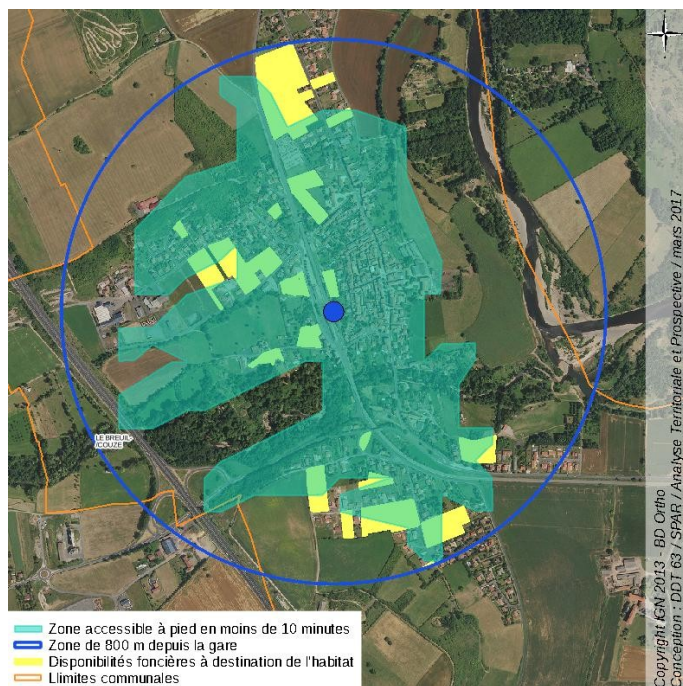 LE BREUIL-
/COUZE
Zone accessible à pied en moins de 10 minutes
Zone de 800 m depuis la gare
Disponibilités foncières à destination de l'habitat
Llimites communales
Copyright IGN 2013 - BD Ortho
Conception : DDT 63 / SPAR / Analyse Territoriale et Prospective / mars 2017